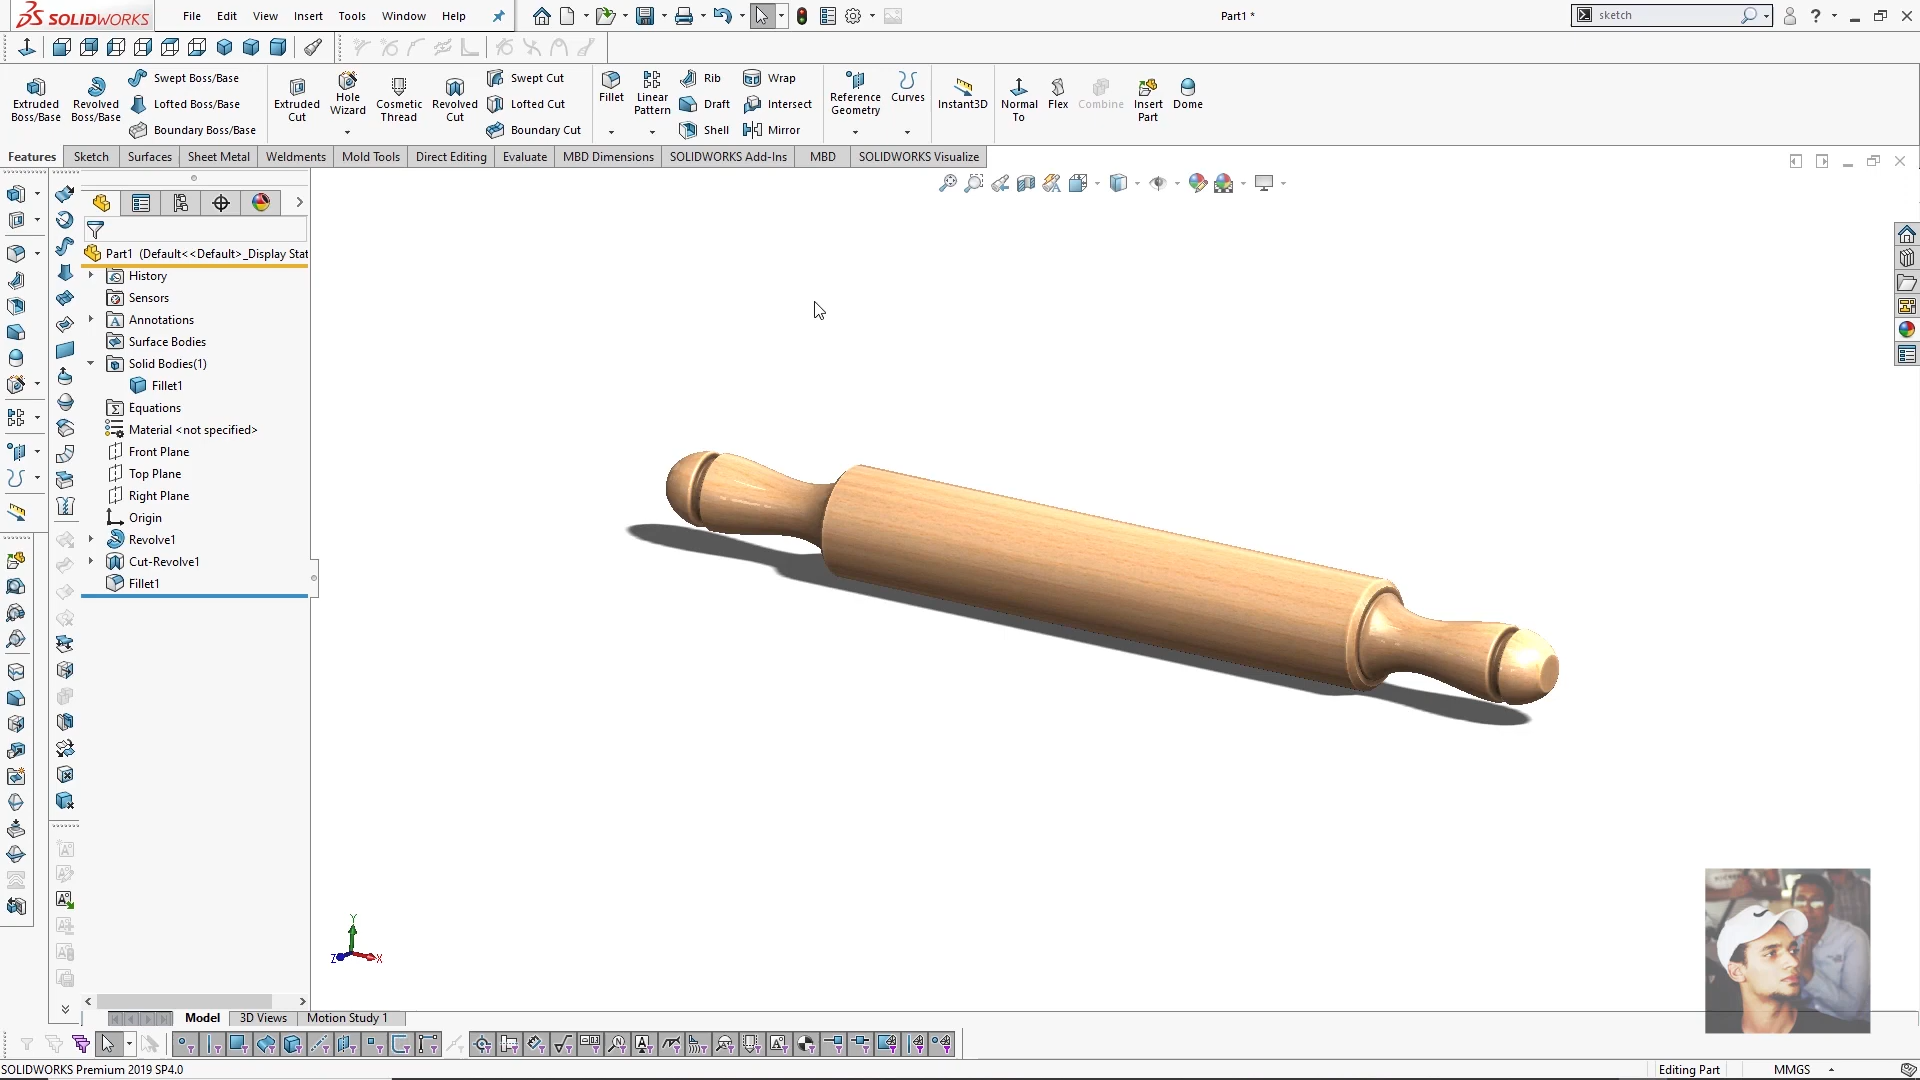 SOLIDWORKS File Edit View Insert Tools Window Help Part1 * sketch
Extruded Boss/Base
Revolved Boss/Base
Swept Boss/Base
Lofted Boss/Base
Boundary Boss/Base
Extruded Cut
Hole Wizard
Cosmetic Thread
Revolved Cut
Swept Cut
Lofted Cut
Boundary Cut
Fillet
Linear Pattern
Rib
Draft
Shell
Wrap
Intersect
Mirror
Reference Geometry
Curves
Instant3D
Normal To
Flex
Combine
Insert Part
Dome
Features Sketch Surfaces Sheet Metal Weldments Mold Tools Direct Editing Evaluate MBD Dimensions SOLIDWORKS Add-Ins MBD SOLIDWORKS Visualize
Part1 (Default<<Default>_Display Stat
History
Sensors
Annotations
Surface Bodies
Solid Bodies(1)
Fillet1
Equations
Material <not specified>
Front Plane
Top Plane
Right Plane
Origin
Revolve1
Cut-Revolve1
Fillet1
Y
Z X
Model 3D Views Motion Study 1
SOLIDWORKS Premium 2019 SP4.0 Editing Part MMGS